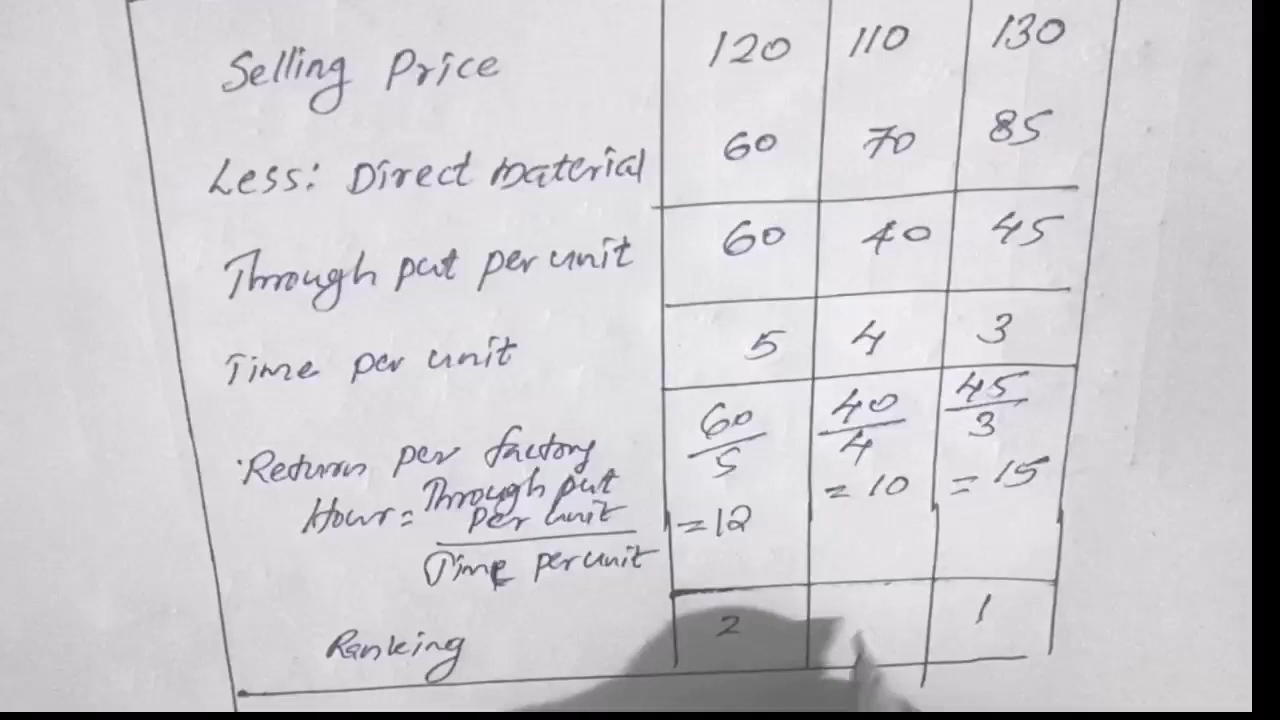 Selling Price 120 110 130
Less: Direct material 60 70 85
Through put per unit 60 40 45
Time per unit 5 4 3
Return per factory 60/5 40/4 45/3
Hour = Through put per unit / Time per unit = 12 = 10 = 15
Ranking 2 1